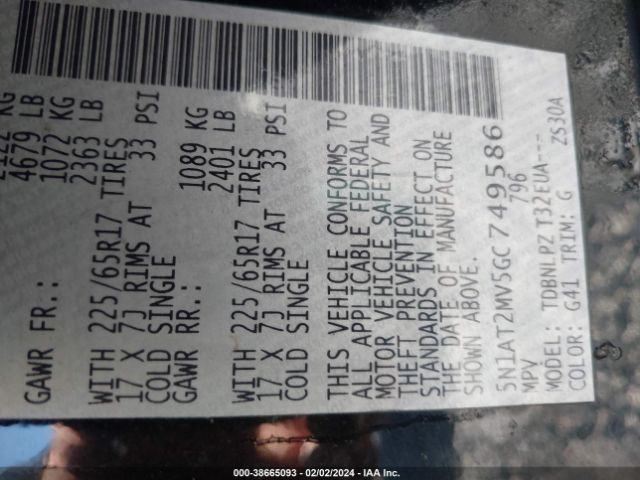 4679 LB
GAWR FR.: 1072 KG
2363 LB
WITH 225/65R17 TIRES
17 X 7J RIMS AT 33 PSI
COLD SINGLE
GAWR RR.: 1089 KG
2401 LB
WITH 225/65R17 TIRES
17 X 7J RIMS AT 33 PSI
COLD SINGLE
THIS VEHICLE CONFORMS TO
ALL APPLICABLE FEDERAL
MOTOR VEHICLE SAFETY AND
THEFT PREVENTION
STANDARDS IN EFFECT ON
THE DATE OF MANUFACTURE
SHOWN ABOVE.
5N1AT2MV5GC749586
MPV 796
MODEL: TDBNLPZ T32EUA---
COLOR: G41 TRIM: G ZS30A
000-38665093 - 02/02/2024 - IAA Inc.